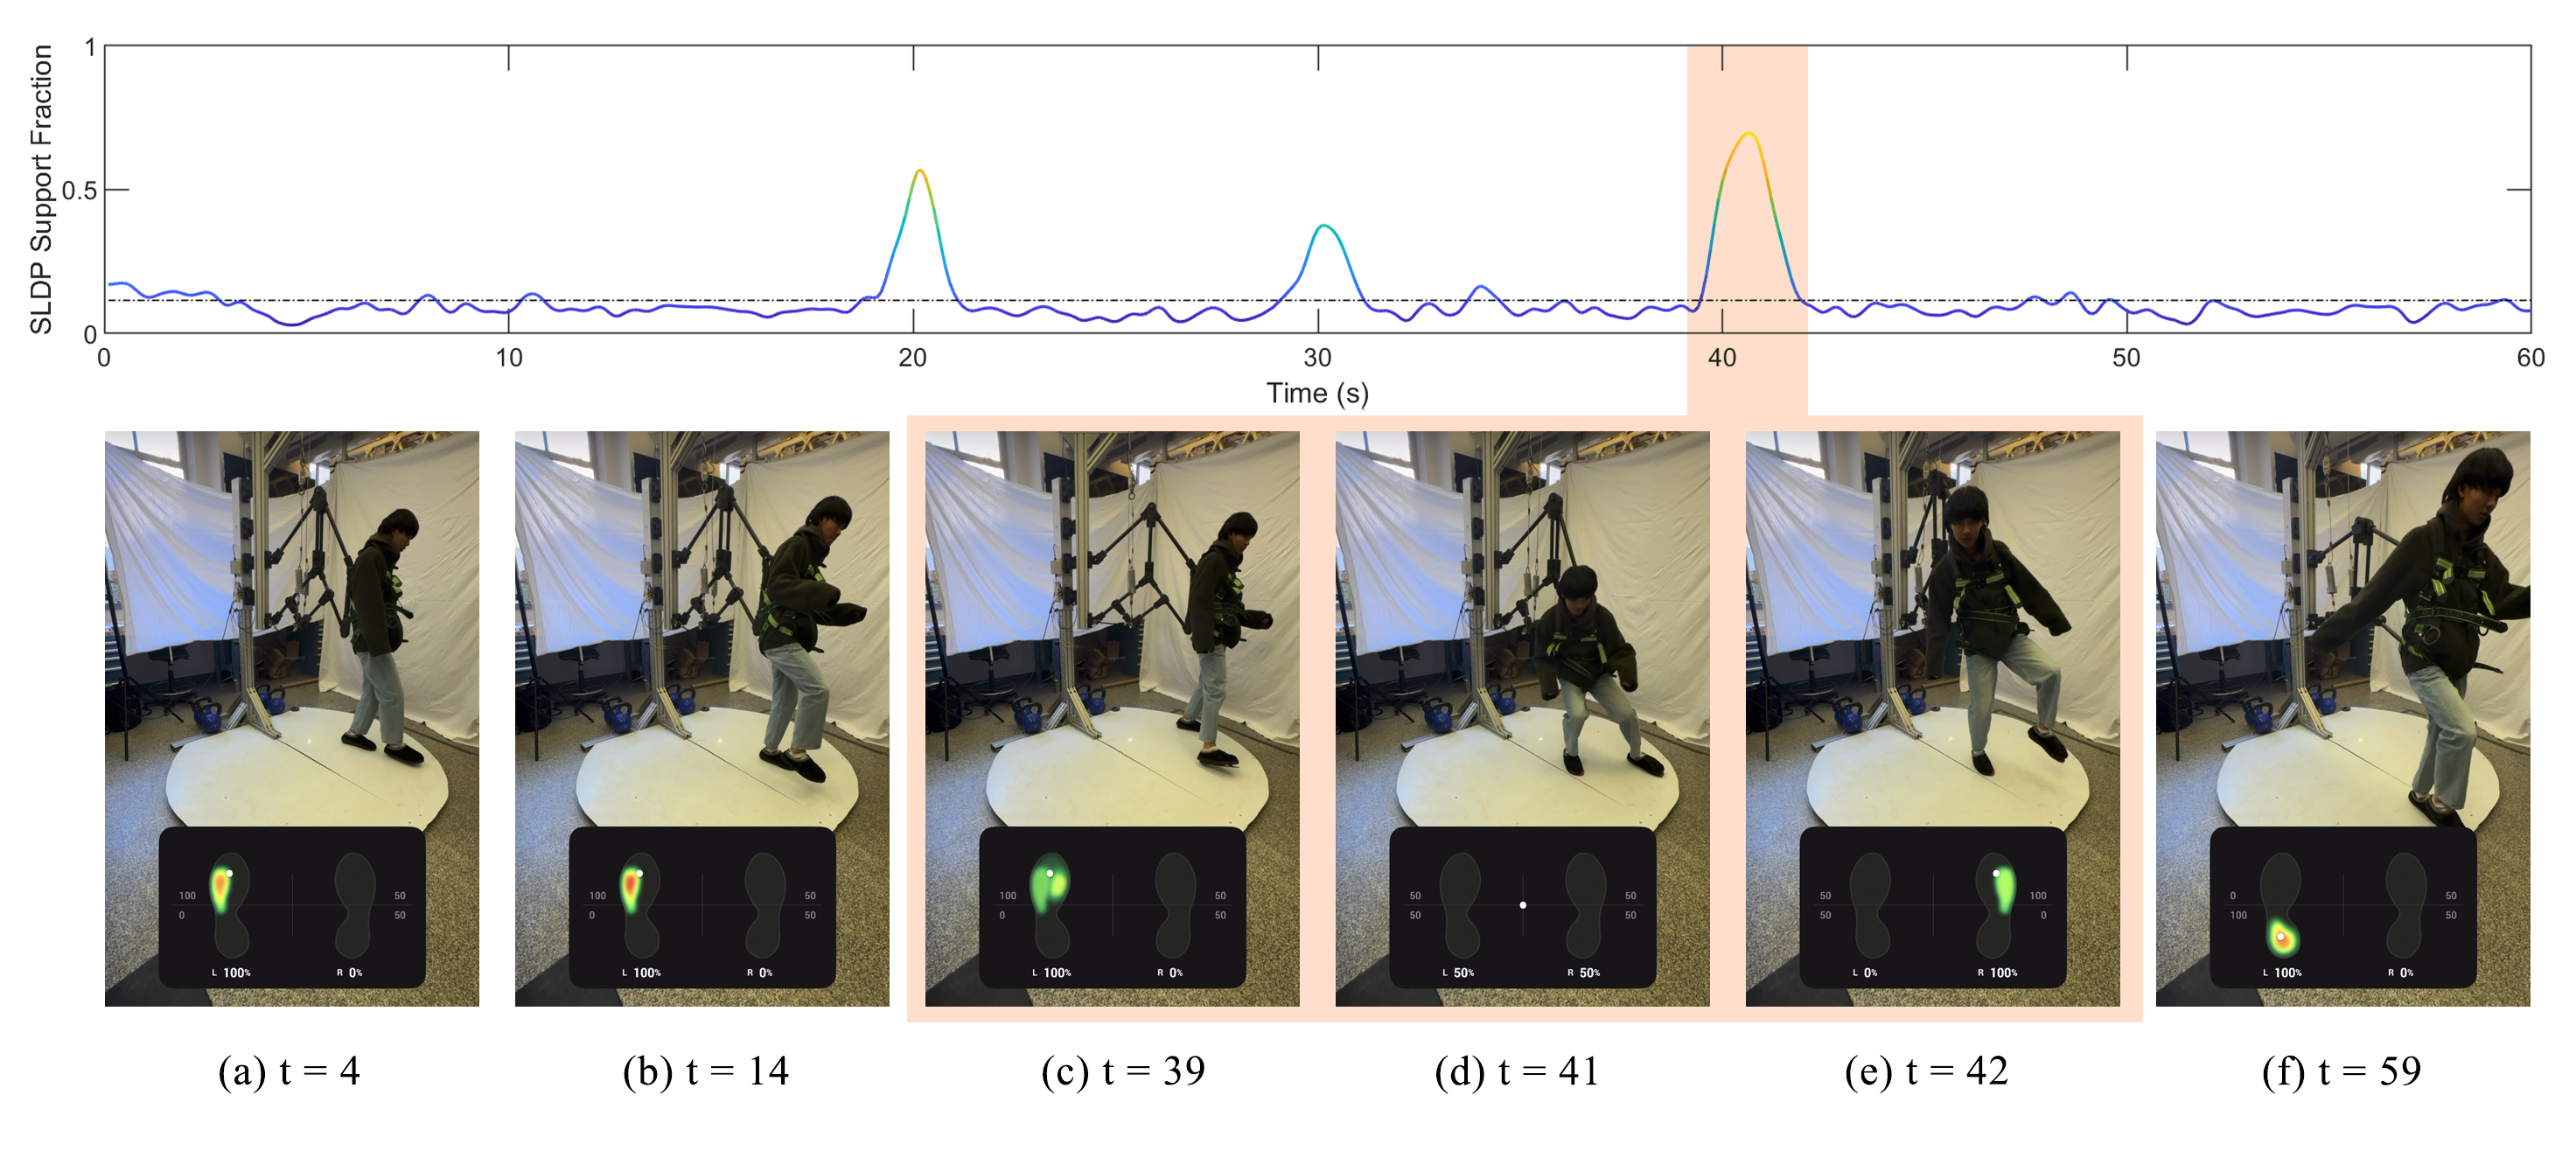 SLDP Support Fraction
1
0.5
0
0 10 20 30 40 50 60
Time (s)
100 50
0 50
L 100% R 0%
100 50
0 50
L 100% R 0%
100 50
0 50
L 100% R 0%
50 50
50 50
L 50% R 50%
50 100
50 0
L 0% R 100%
0 50
100 50
L 100% R 0%
(a) t = 4
(b) t = 14
(c) t = 39
(d) t = 41
(e) t = 42
(f) t = 59